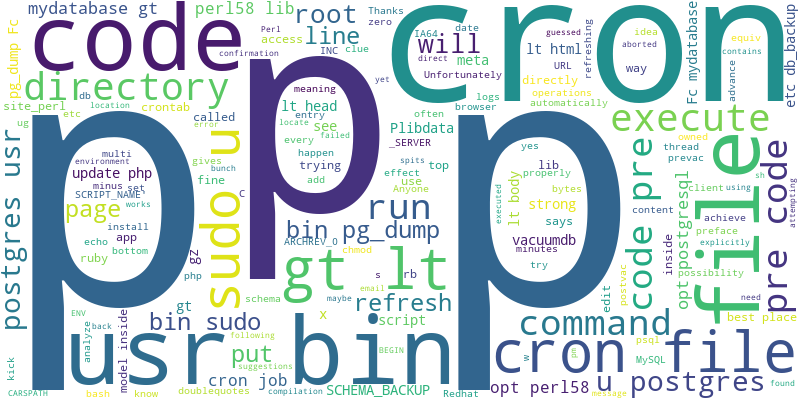 mydatabase gt
perl58 lib
root
Thanks
zero
IA64
date
guessed
idea
equiv
pg_dump Fc
code
line
access
clue
Perl
INC
will
lt html
URL
refreshing
aborted
confirmation
direct
Unfortunately
meta
way
contains
advance
Fc mydatabase
etc db_backup
cron
directory
db
location
site_perl
crontab
etc
ug
called
error
meaning
lt head
entry
locate
failed
see
every
happen
trying
add
yet
often
logs
browser
Plibdata
_SERVER
directly
operations
automatically
execute
owned
thread
prevac
multi
environment
update php
minus
set
SCRIPT_NAME'
works
page
install
app
echo
bottom
ruby
gives
fine
bunch
C
sudo u
use
effect
Anyone
top
spits
yes
lib
properly
bytes
strong
says
vacuumdb
minutes
try
lt body
executed
code pre
client
using
sh
attempting
achieve
preface
explicitly
content
inside
possibility
need
opt postgresql
file
pre code
postgres usr
p
p
p
run
bin pg_dump
ARCHREV_0
chmod
gz
php
email
s
rb
maybe
gt lt
gt
schema
x
refresh
script
bin sudo
put
BEGIN
following
suggestions
cron job
doublequotes
compilation
SCHEMA_BACKUP
Redhat
ENV
back
analyze
model inside
kick
CARSPATH
bash
know
usr bin
command
postvac
edit
psql
MySQL
best place
w
pm
message
found
cron file
opt perl58
u postgres